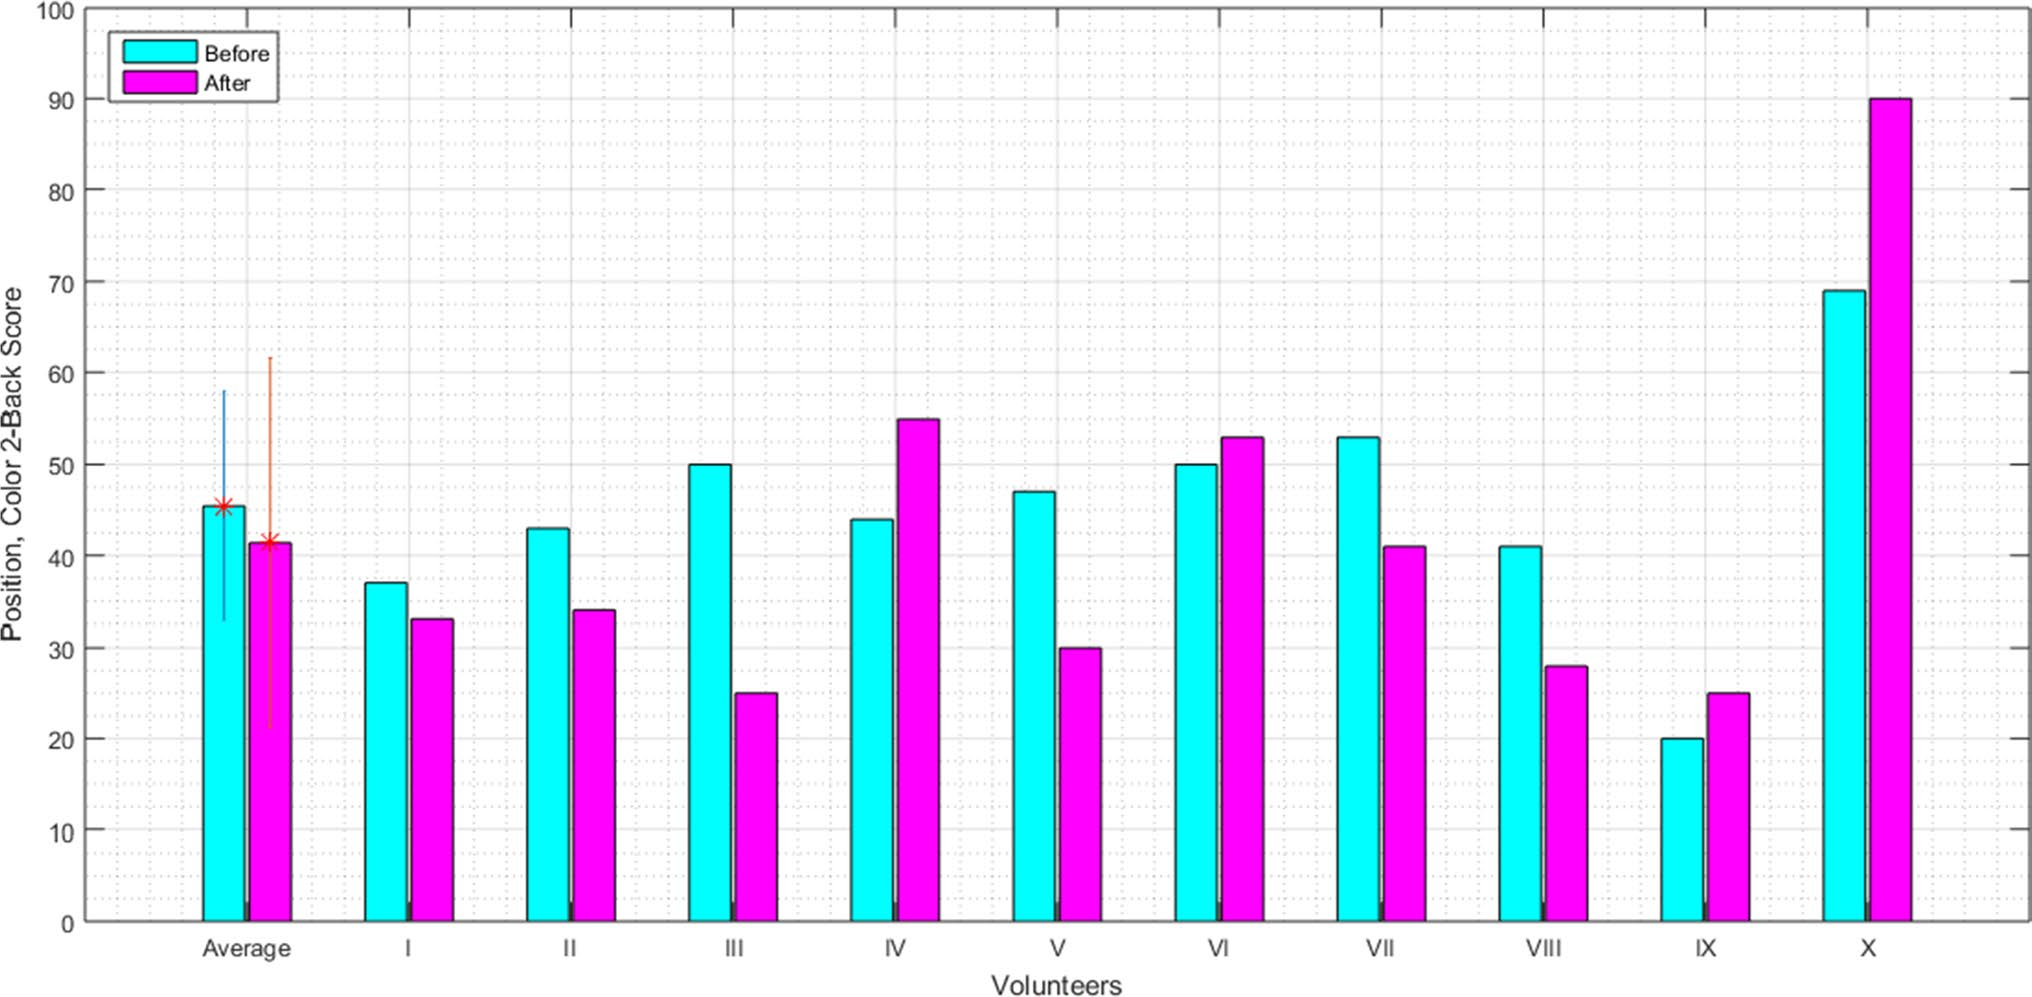 100
90
80
70
60
50
40
30
20
10
0
Position, Color 2-Back Score
Before
After
Average I II III IV V VI VII VIII IX X
Volunteers